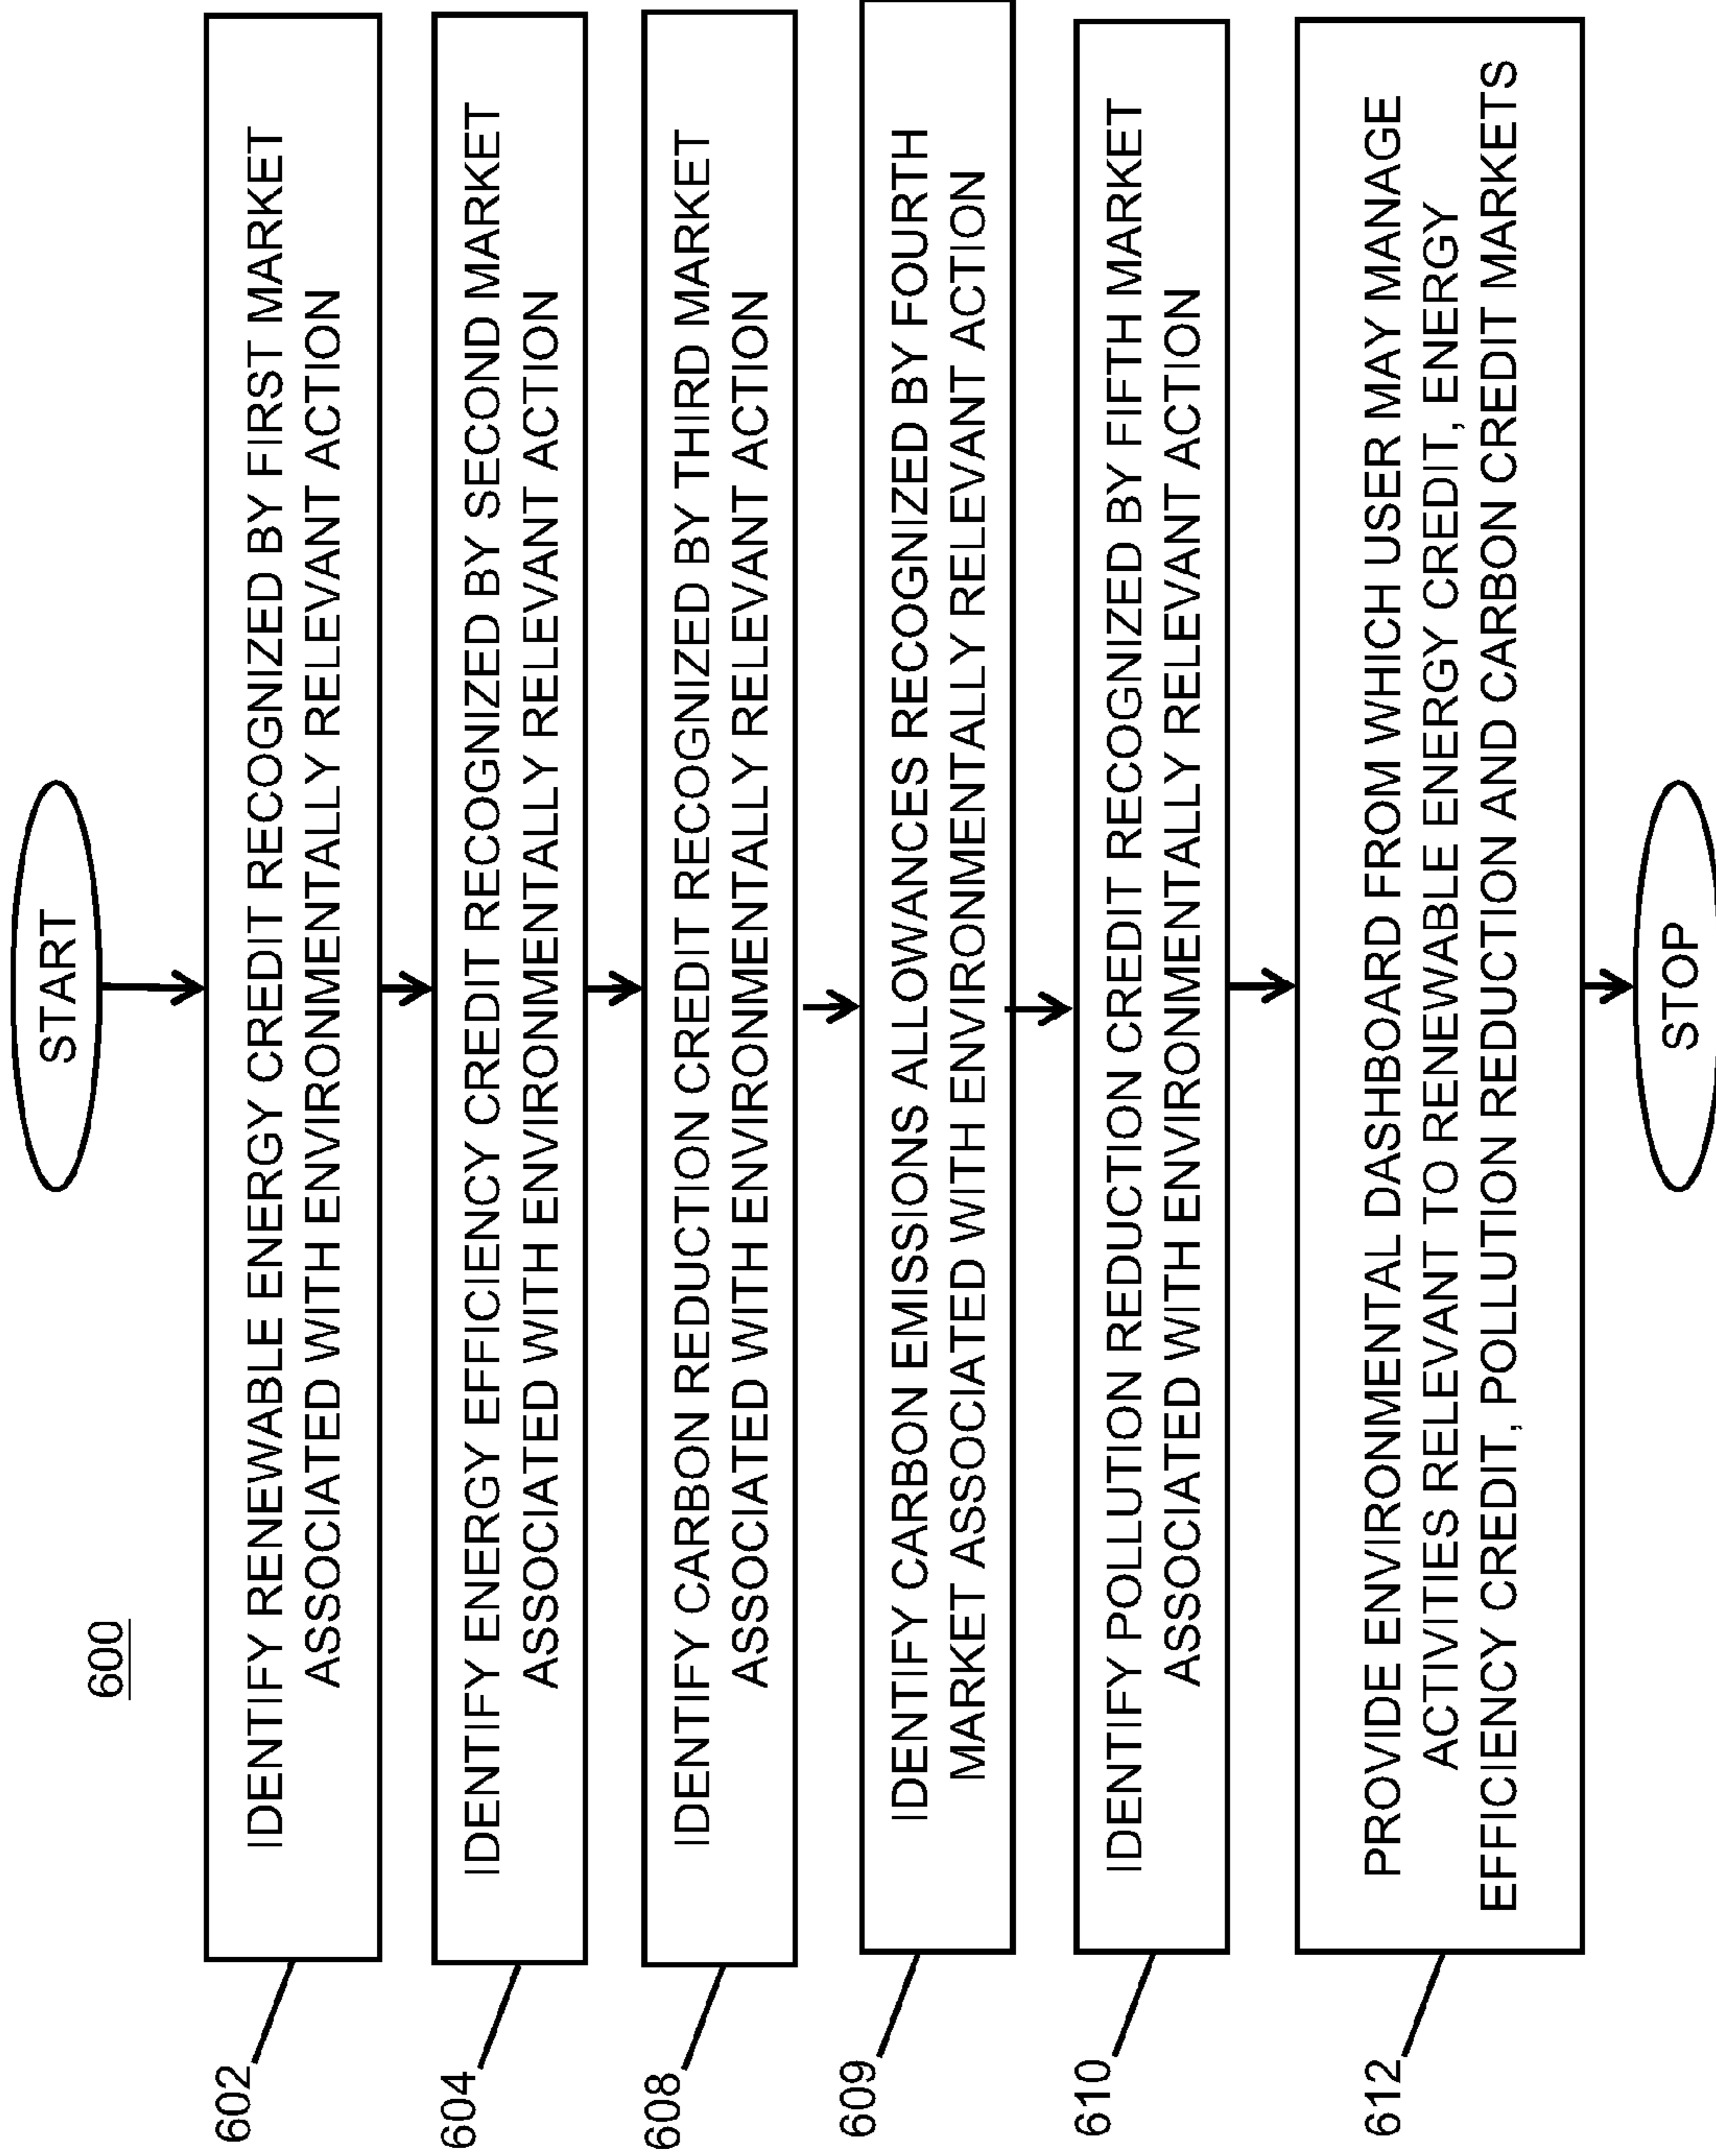 600
START
602
IDENTIFY RENEWABLE ENERGY CREDIT RECOGNIZED BY FIRST MARKET
ASSOCIATED WITH ENVIRONMENTALLY RELEVANT ACTION
604
IDENTIFY ENERGY EFFICIENCY CREDIT RECOGNIZED BY SECOND MARKET
ASSOCIATED WITH ENVIRONMENTALLY RELEVANT ACTION
608
IDENTIFY CARBON REDUCTION CREDIT RECOGNIZED BY THIRD MARKET
ASSOCIATED WITH ENVIRONMENTALLY RELEVANT ACTION
609
IDENTIFY CARBON EMISSIONS ALLOWANCES RECOGNIZED BY FOURTH
MARKET ASSOCIATED WITH ENVIRONMENTALLY RELEVANT ACTION
610
IDENTIFY POLLUTION REDUCTION CREDIT RECOGNIZED BY FIFTH MARKET
ASSOCIATED WITH ENVIRONMENTALLY RELEVANT ACTION
612
PROVIDE ENVIRONMENTAL DASHBOARD FROM WHICH USER MAY MANAGE
ACTIVITIES RELEVANT TO RENEWABLE ENERGY CREDIT, ENERGY
EFFICIENCY CREDIT, POLLUTION REDUCTION AND CARBON CREDIT MARKETS
STOP